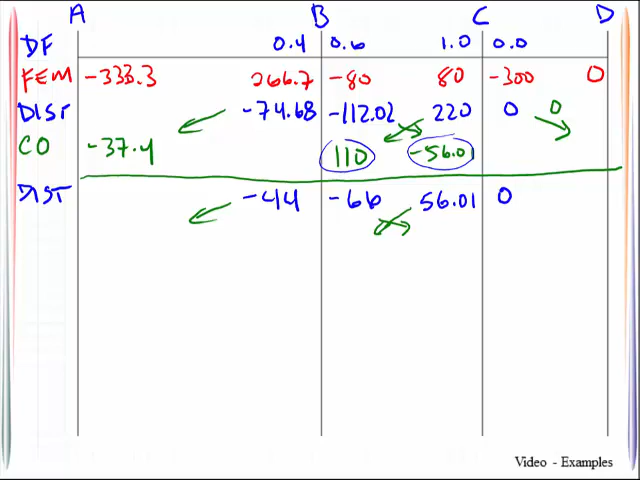 A B C D
DF 0.4 0.6 1.0 0.0
FEM -333.3 266.7 -80 80 -300 0
DIST -74.68 -112.02 220 0 0
CO -37.4 110 -56.01
DIST -44 -66 56.01 0
Video - Examples